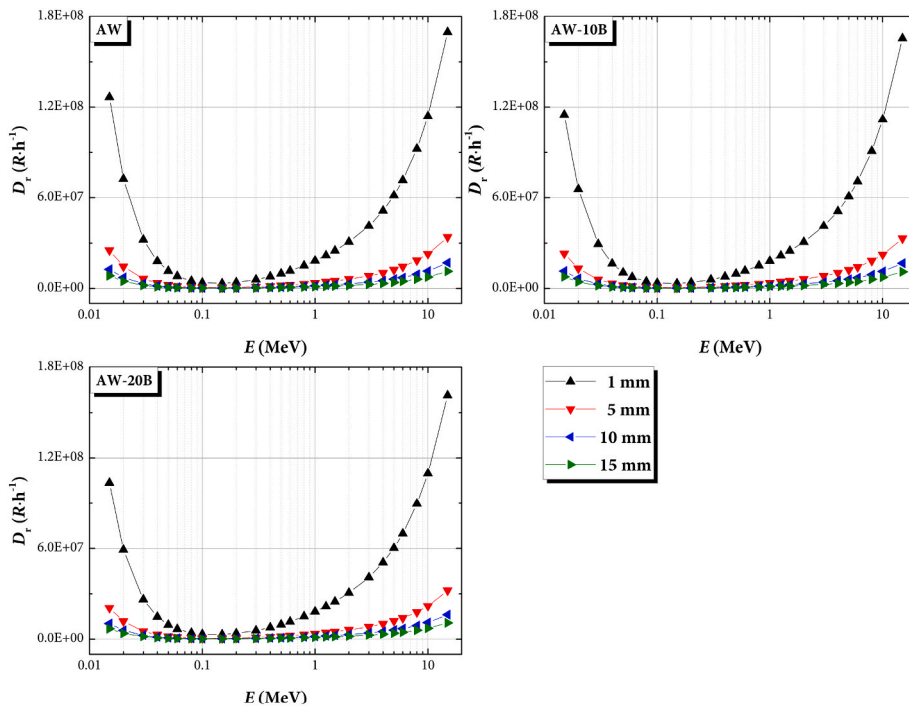 AW
1.8E+08
1.2E+08
6.0E+07
0.0E+00
Dr (R·h-1)
0.01 0.1 1 10
E (MeV)
AW-10B
1.8E+08
1.2E+08
6.0E+07
0.0E+00
Dr (R·h-1)
0.01 0.1 1 10
E (MeV)
AW-20B
1.8E+08
1.2E+08
6.0E+07
0.0E+00
Dr (R·h-1)
0.01 0.1 1 10
E (MeV)
1 mm
5 mm
10 mm
15 mm